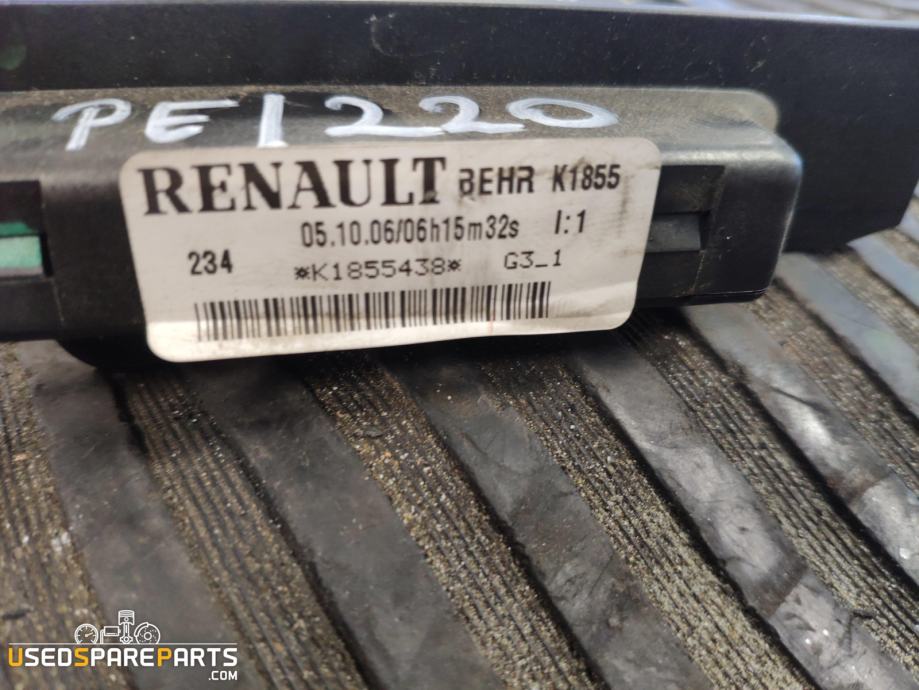 PE1220
RENAULT BEHR K1855
05.10.06/06h15m32s I:1
234 *K1855438* G3_1
USEDSPAREPARTS
.COM